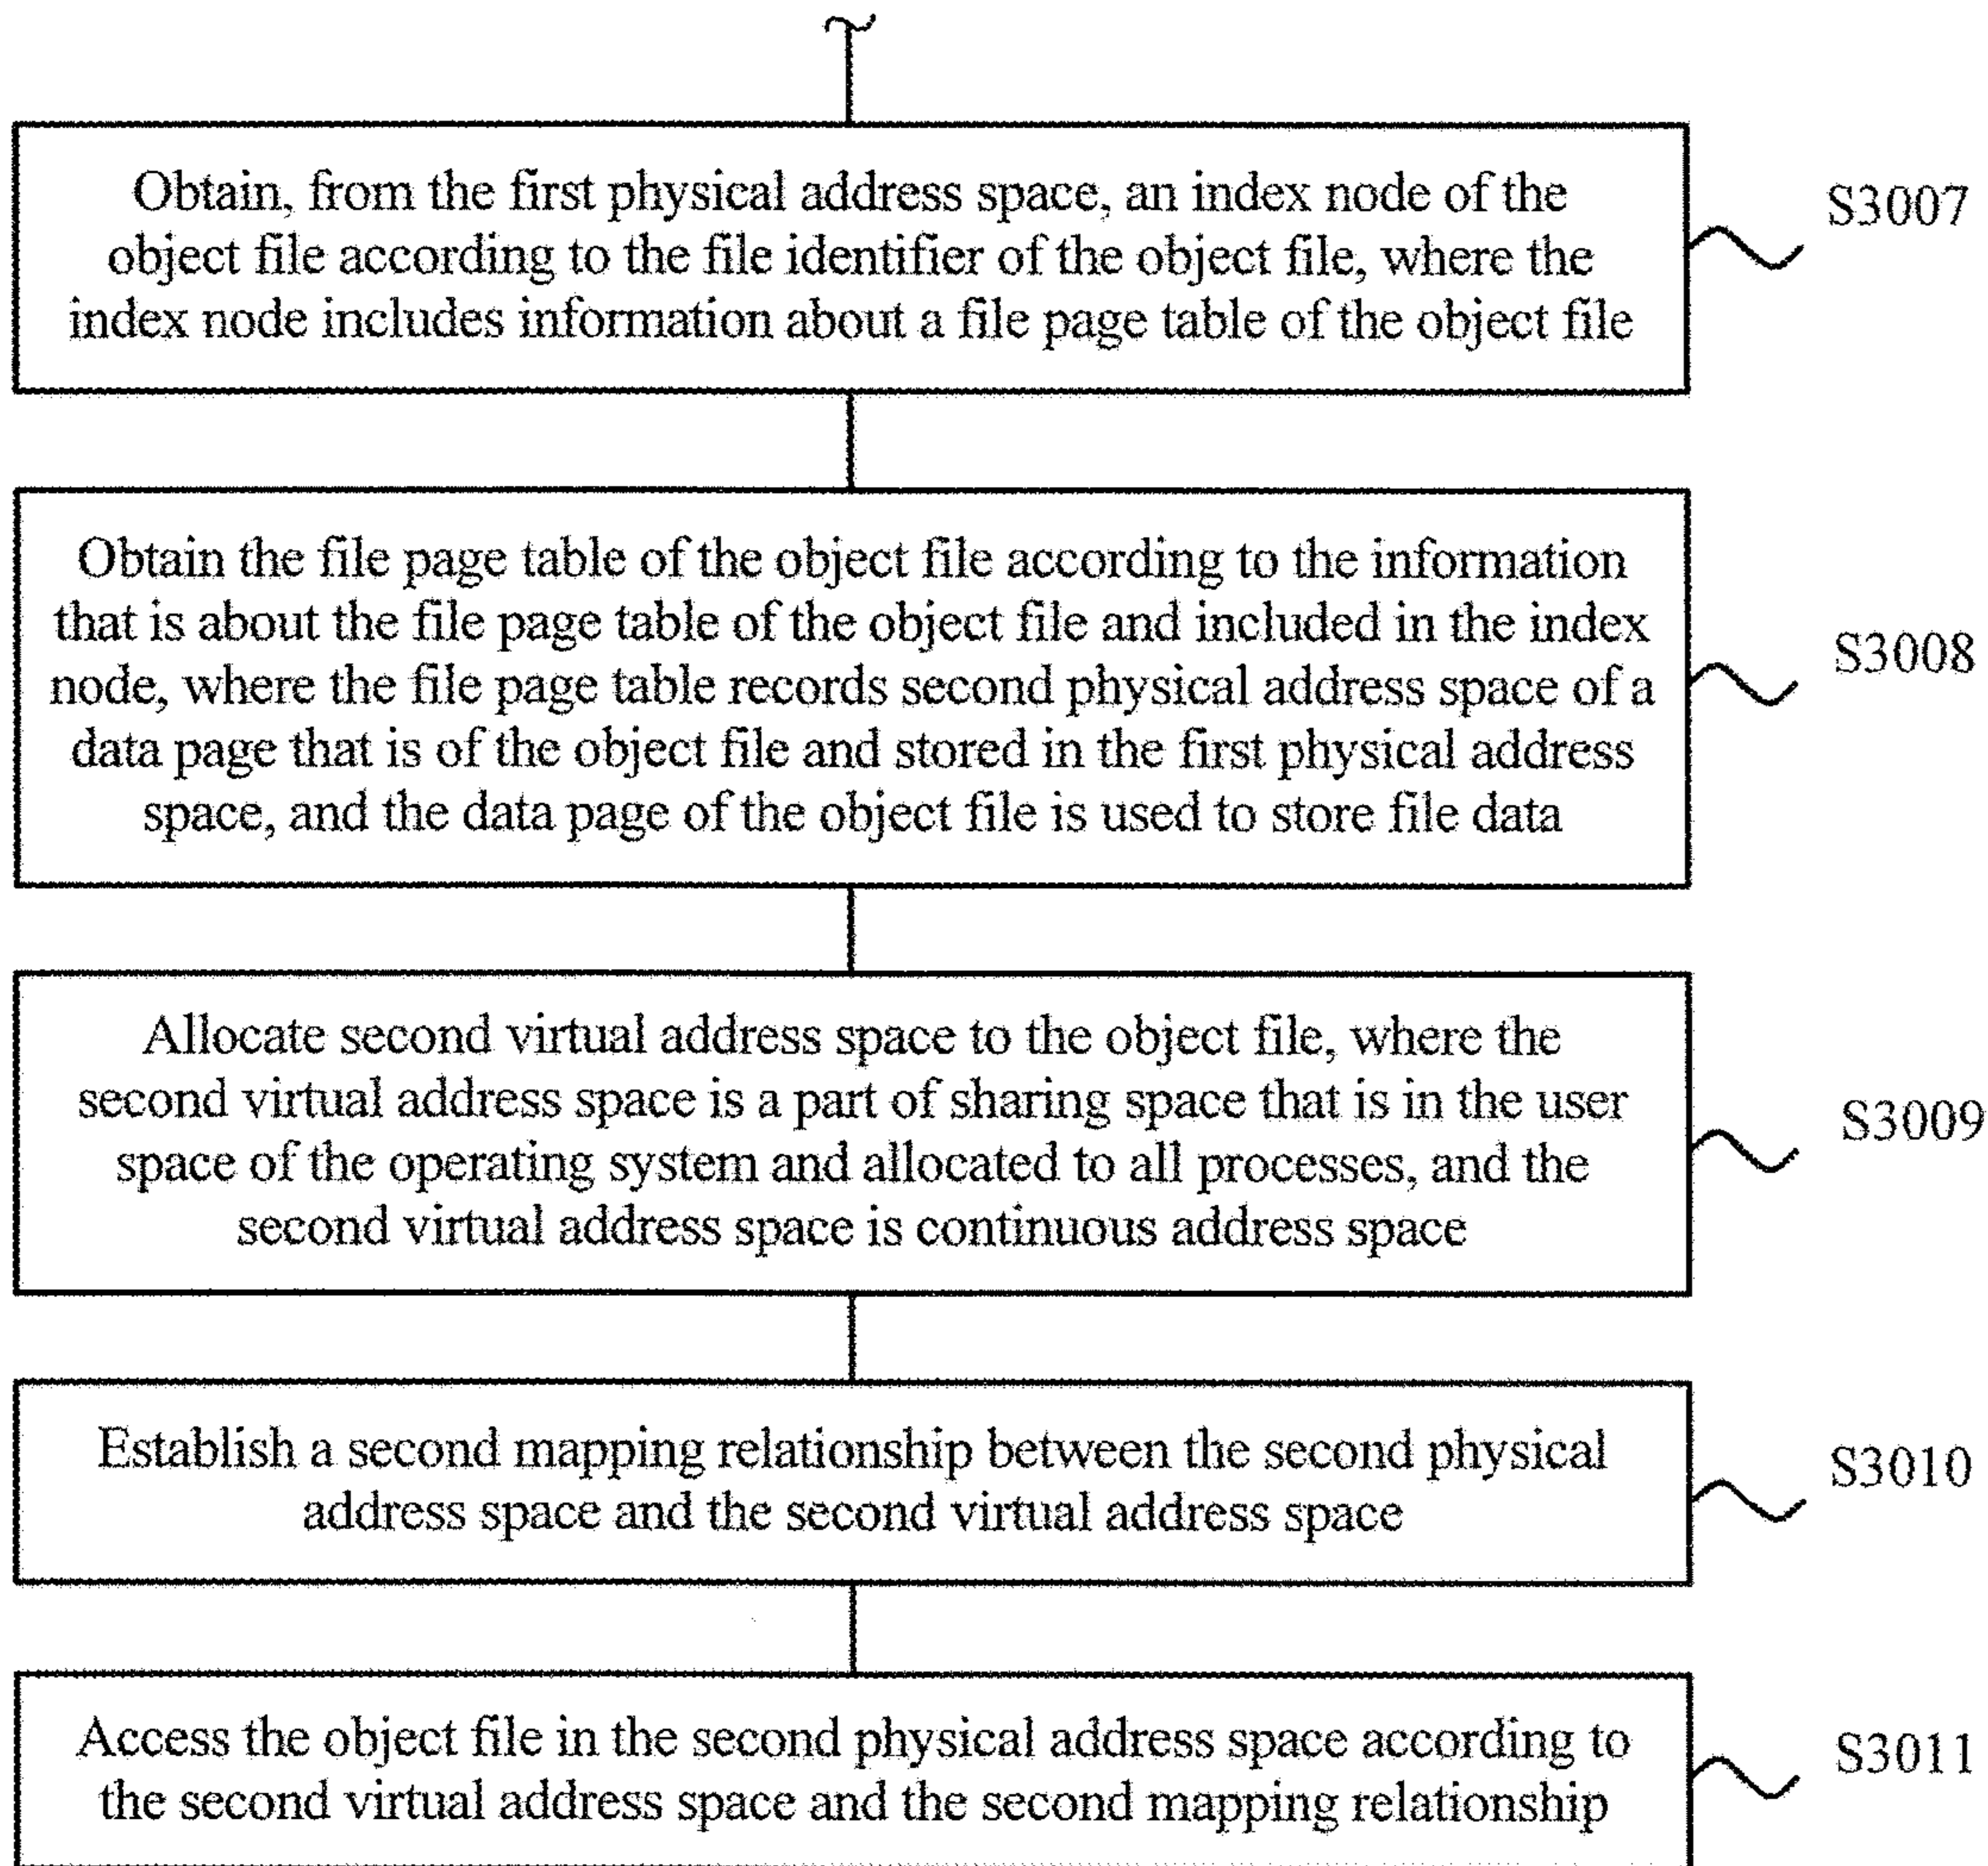 Obtain, from the first physical address space, an index node of the
object file according to the file identifier of the object file, where the
index node includes information about a file page table of the object file
S3007
Obtain the file page table of the object file according to the information
that is about the file page table of the object file and included in the index
node, where the file page table records second physical address space of a
data page that is of the object file and stored in the first physical address
space, and the data page of the object file is used to store file data
S3008
Allocate second virtual address space to the object file, where the
second virtual address space is a part of sharing space that is in the user
space of the operating system and allocated to all processes, and the
second virtual address space is continuous address space
S3009
Establish a second mapping relationship between the second physical
address space and the second virtual address space
S3010
Access the object file in the second physical address space according to
the second virtual address space and the second mapping relationship
S3011